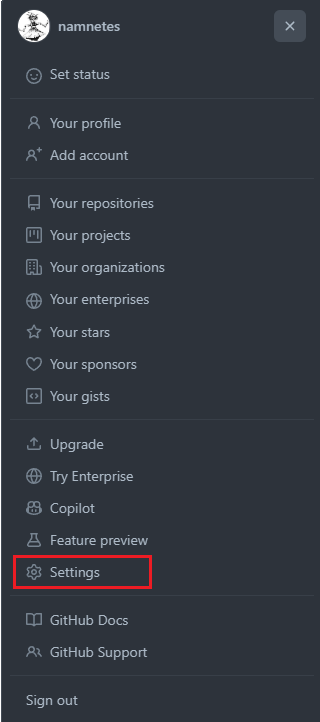 namnetes
Set status
Your profile
Add account
Your repositories
Your projects
Your organizations
Your enterprises
Your stars
Your sponsors
Your gists
Upgrade
Try Enterprise
Copilot
Feature preview
Settings
GitHub Docs
GitHub Support
Sign out